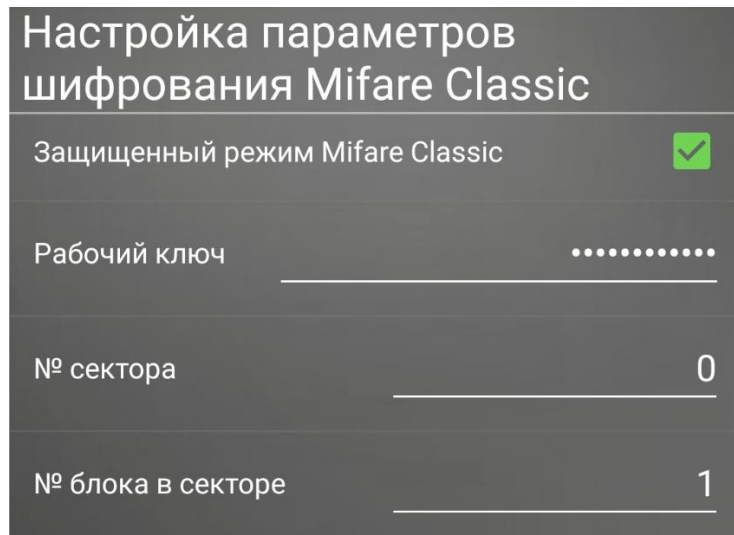 Настройка параметров
шифрования Mifare Classic
Защищенный режим Mifare Classic
Рабочий ключ ••••••••••••
№ сектора 0
№ блока в секторе 1